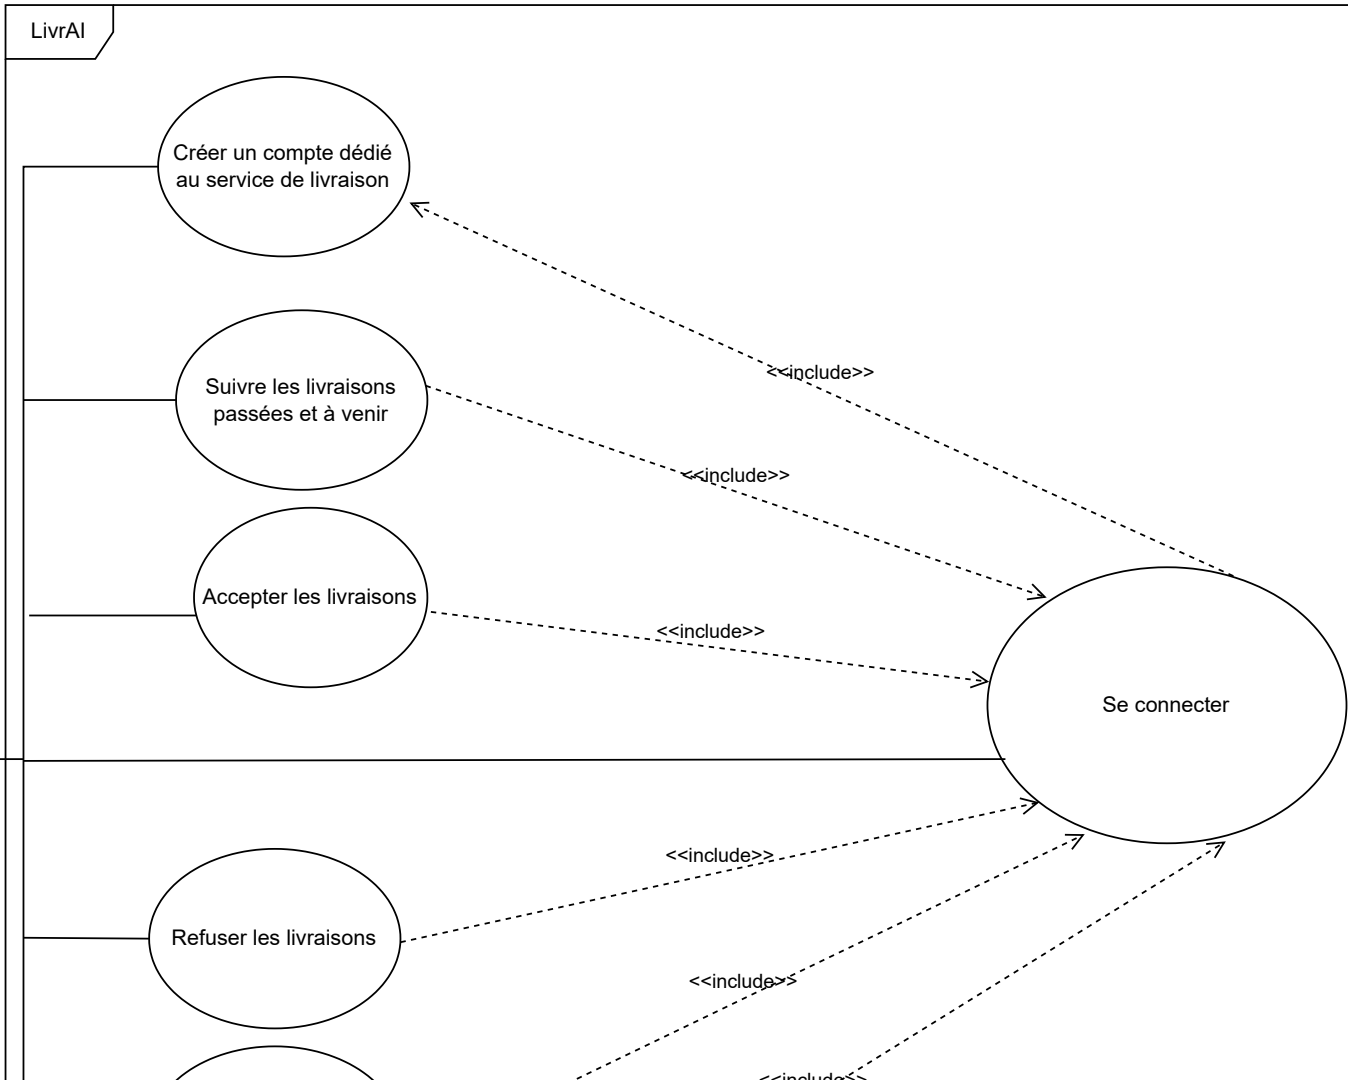 LivrAI
Créer un compte dédié
au service de livraison
<<include>>
Suivre les livraisons
passées et à venir
<<include>>
Accepter les livraisons
<<include>>
Se connecter
<<include>>
Refuser les livraisons
<<include>>
<<include>>